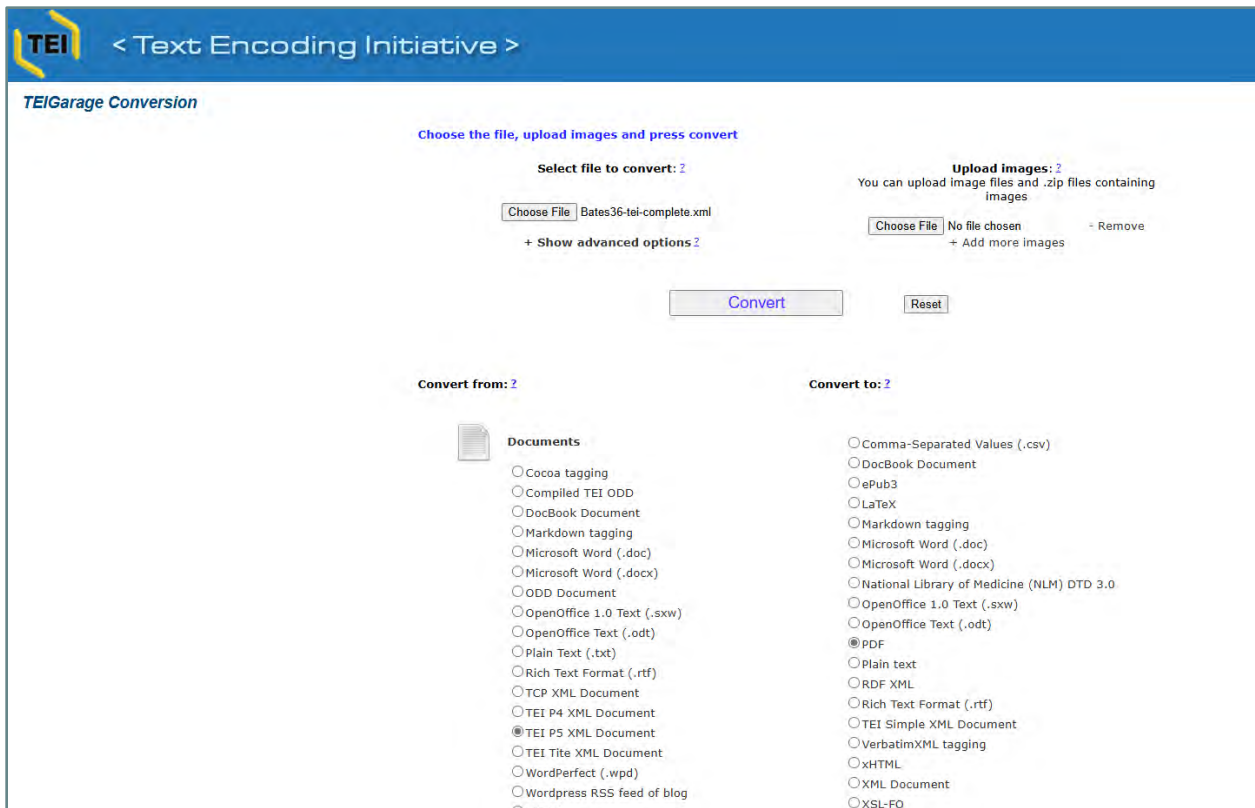 TEI < Text Encoding Initiative >
TEIGarage Conversion
Choose the file, upload images and press convert
Select file to convert: ?
Choose File Bates36-tei-complete.xml
+ Show advanced options ?
Upload images: ?
You can upload image files and .zip files containing
images
Choose File No file chosen - Remove
+ Add more images
Convert
Reset
Convert from: ?
Documents
Cocoa tagging
Compiled TEI ODD
DocBook Document
Markdown tagging
Microsoft Word (.doc)
Microsoft Word (.docx)
ODD Document
OpenOffice 1.0 Text (.sxw)
OpenOffice Text (.odt)
Plain Text (.txt)
Rich Text Format (.rtf)
TCP XML Document
TEI P4 XML Document
TEI P5 XML Document
TEI Tite XML Document
WordPerfect (.wpd)
Wordpress RSS feed of blog
Convert to: ?
Comma-Separated Values (.csv)
DocBook Document
ePub3
LaTeX
Markdown tagging
Microsoft Word (.doc)
Microsoft Word (.docx)
National Library of Medicine (NLM) DTD 3.0
OpenOffice 1.0 Text (.sxw)
OpenOffice Text (.odt)
PDF
Plain text
RDF XML
Rich Text Format (.rtf)
TEI Simple XML Document
VerbatimXML tagging
xHTML
XML Document
XSL-FO